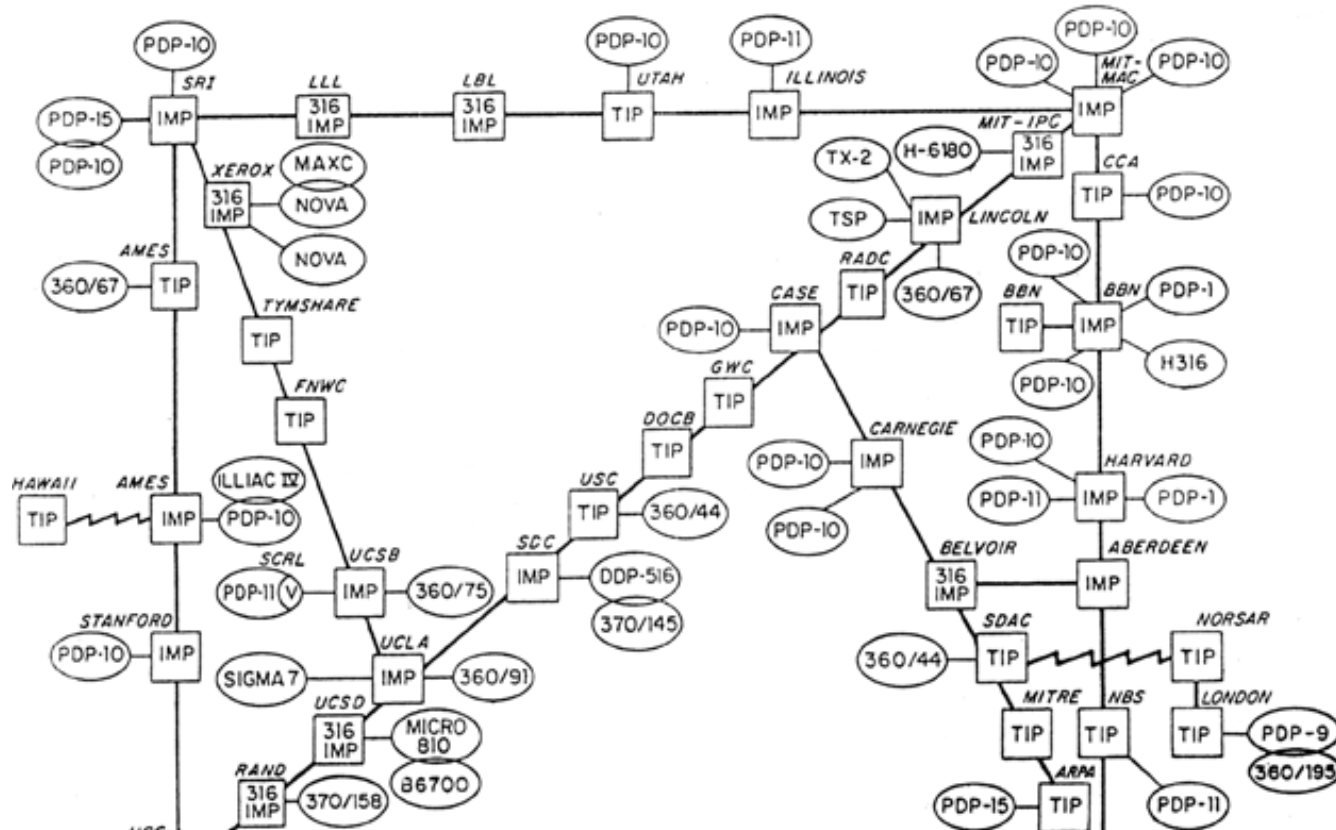 PDP-10
PDP-10
PDP-11
PDP-10
SRI
LLL
LBL
UTAH
ILLINOIS
PDP-10
MIT-
MAC
PDP-10
PDP-15
IMP
316
IMP
316
IMP
TIP
IMP
IMP
PDP-10
XEROX
MAXC
NOVA
316
IMP
NOVA
TX-2
H-6180
MIT-IPC
316
IMP
CCA
TIP
PDP-10
TSP
IMP
LINCOLN
AMES
360/67
TIP
TYMSHARE
TIP
RADC
TIP
360/67
CASE
PDP-10
IMP
PDP-10
BBN
TIP
BBN
IMP
PDP-1
PDP-10
H316
FNWC
TIP
GWC
TIP
DOCB
TIP
CARNEGIE
PDP-10
IMP
PDP-10
PDP-10
HARVARD
PDP-11
IMP
PDP-1
HAWAII
TIP
AMES
IMP
ILLIAC IV
PDP-10
USC
TIP
360/44
SCRL
PDP-11
V
UCSB
IMP
360/75
SDC
IMP
DDP-516
370/145
BELVOIR
316
IMP
ABERDEEN
IMP
STANFORD
PDP-10
IMP
UCLA
SIGMA 7
IMP
360/91
SDAC
360/44
TIP
NORSAR
TIP
UCSD
316
IMP
MICRO
810
B6700
MITRE
TIP
NBS
TIP
LONDON
TIP
PDP-9
360/195
RAND
316
IMP
370/158
ARPA
PDP-15
TIP
PDP-11